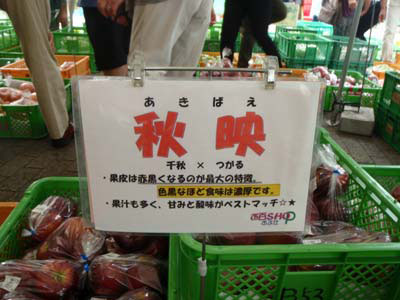 あきばえ
秋映
千秋 × つがる
・果皮は赤黒くなるのが最大の特徴。
色黒なほど食味は濃厚です。
・果汁も多く、甘みと酸味がベストマッチ☆★